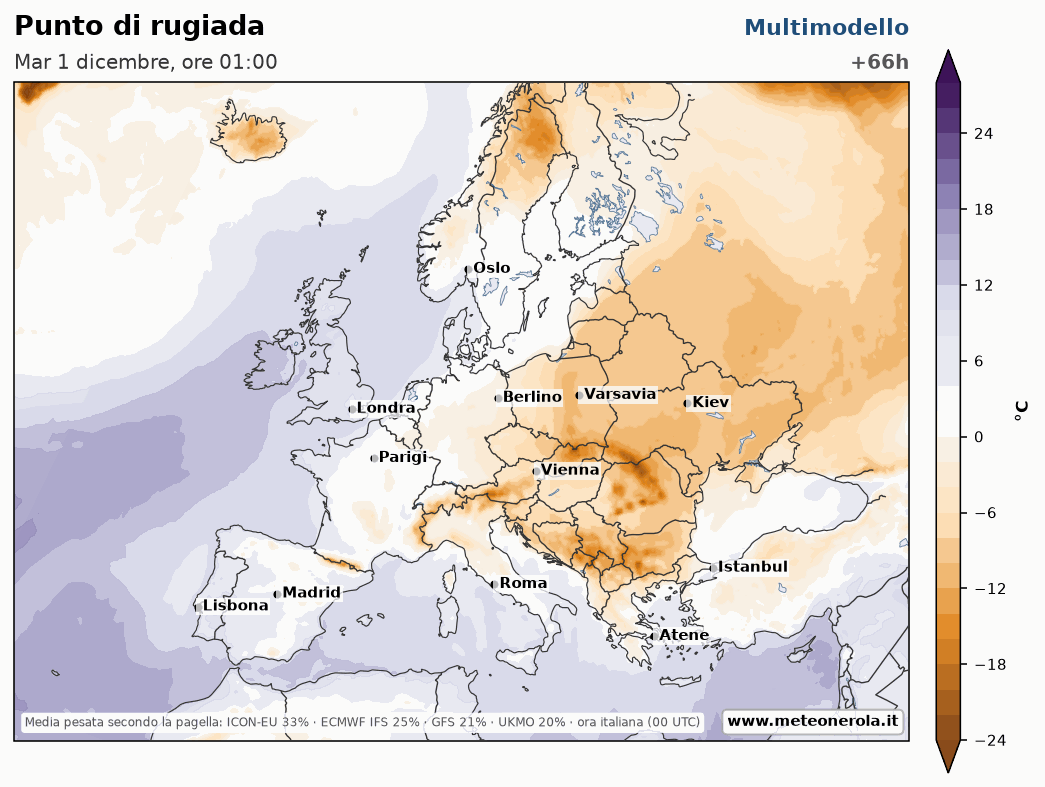 Punto di rugiada
Multimodello
Mar 1 dicembre, ore 01:00
+66h
24
18
12
6
0
−6
−12
−18
−24
°C
Oslo
Londra
Berlino
Varsavia
Kiev
Parigi
Vienna
Istanbul
Roma
Madrid
Lisbona
Atene
Media pesata secondo la pagella: ICON-EU 33% · ECMWF IFS 25% · GFS 21% · UKMO 20% · ora italiana (00 UTC)
www.meteonerola.it